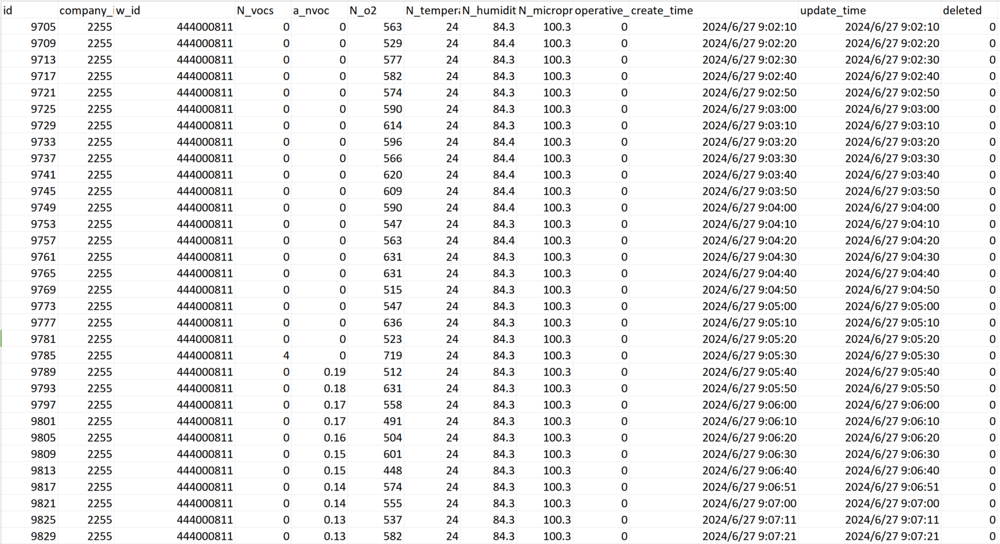 id company_i w_id N_vocs a_nvoc N_o2 N_tempera N_humidit N_micropr operative_ create_time update_time deleted
9705 2255 444000811 0 0 563 24 84.3 100.3 0 2024/6/27 9:02:10 2024/6/27 9:02:10 0
9709 2255 444000811 0 0 529 24 84.4 100.3 0 2024/6/27 9:02:20 2024/6/27 9:02:20 0
9713 2255 444000811 0 0 577 24 84.3 100.3 0 2024/6/27 9:02:30 2024/6/27 9:02:30 0
9717 2255 444000811 0 0 582 24 84.3 100.3 0 2024/6/27 9:02:40 2024/6/27 9:02:40 0
9721 2255 444000811 0 0 574 24 84.3 100.3 0 2024/6/27 9:02:50 2024/6/27 9:02:50 0
9725 2255 444000811 0 0 590 24 84.3 100.3 0 2024/6/27 9:03:00 2024/6/27 9:03:00 0
9729 2255 444000811 0 0 614 24 84.3 100.3 0 2024/6/27 9:03:10 2024/6/27 9:03:10 0
9733 2255 444000811 0 0 596 24 84.4 100.3 0 2024/6/27 9:03:20 2024/6/27 9:03:20 0
9737 2255 444000811 0 0 566 24 84.4 100.3 0 2024/6/27 9:03:30 2024/6/27 9:03:30 0
9741 2255 444000811 0 0 620 24 84.4 100.3 0 2024/6/27 9:03:40 2024/6/27 9:03:40 0
9745 2255 444000811 0 0 609 24 84.4 100.3 0 2024/6/27 9:03:50 2024/6/27 9:03:50 0
9749 2255 444000811 0 0 590 24 84.4 100.3 0 2024/6/27 9:04:00 2024/6/27 9:04:00 0
9753 2255 444000811 0 0 547 24 84.3 100.3 0 2024/6/27 9:04:10 2024/6/27 9:04:10 0
9757 2255 444000811 0 0 563 24 84.4 100.3 0 2024/6/27 9:04:20 2024/6/27 9:04:20 0
9761 2255 444000811 0 0 631 24 84.3 100.3 0 2024/6/27 9:04:30 2024/6/27 9:04:30 0
9765 2255 444000811 0 0 631 24 84.3 100.3 0 2024/6/27 9:04:40 2024/6/27 9:04:40 0
9769 2255 444000811 0 0 515 24 84.3 100.3 0 2024/6/27 9:04:50 2024/6/27 9:04:50 0
9773 2255 444000811 0 0 547 24 84.3 100.3 0 2024/6/27 9:05:00 2024/6/27 9:05:00 0
9777 2255 444000811 0 0 636 24 84.3 100.3 0 2024/6/27 9:05:10 2024/6/27 9:05:10 0
9781 2255 444000811 0 0 523 24 84.3 100.3 0 2024/6/27 9:05:20 2024/6/27 9:05:20 0
9785 2255 444000811 4 0 719 24 84.3 100.3 0 2024/6/27 9:05:30 2024/6/27 9:05:30 0
9789 2255 444000811 0 0.19 512 24 84.3 100.3 0 2024/6/27 9:05:40 2024/6/27 9:05:40 0
9793 2255 444000811 0 0.18 631 24 84.3 100.3 0 2024/6/27 9:05:50 2024/6/27 9:05:50 0
9797 2255 444000811 0 0.17 558 24 84.3 100.3 0 2024/6/27 9:06:00 2024/6/27 9:06:00 0
9801 2255 444000811 0 0.17 491 24 84.3 100.3 0 2024/6/27 9:06:10 2024/6/27 9:06:10 0
9805 2255 444000811 0 0.16 504 24 84.3 100.3 0 2024/6/27 9:06:20 2024/6/27 9:06:20 0
9809 2255 444000811 0 0.15 601 24 84.3 100.3 0 2024/6/27 9:06:30 2024/6/27 9:06:30 0
9813 2255 444000811 0 0.15 448 24 84.3 100.3 0 2024/6/27 9:06:40 2024/6/27 9:06:40 0
9817 2255 444000811 0 0.14 574 24 84.3 100.3 0 2024/6/27 9:06:51 2024/6/27 9:06:51 0
9821 2255 444000811 0 0.14 555 24 84.3 100.3 0 2024/6/27 9:07:00 2024/6/27 9:07:00 0
9825 2255 444000811 0 0.13 537 24 84.3 100.3 0 2024/6/27 9:07:11 2024/6/27 9:07:11 0
9829 2255 444000811 0 0.13 582 24 84.3 100.3 0 2024/6/27 9:07:21 2024/6/27 9:07:21 0